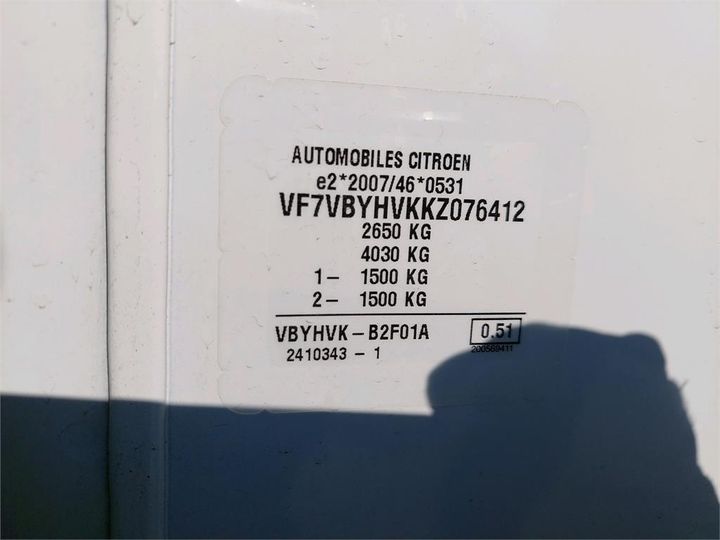 AUTOMOBILES CITROEN
e2*2007/46*0531
VF7VBYHVKKZ076412
2650 KG
4030 KG
1- 1500 KG
2- 1500 KG
VBYHVK-B2F01A 0.51
2410343-1 200569411